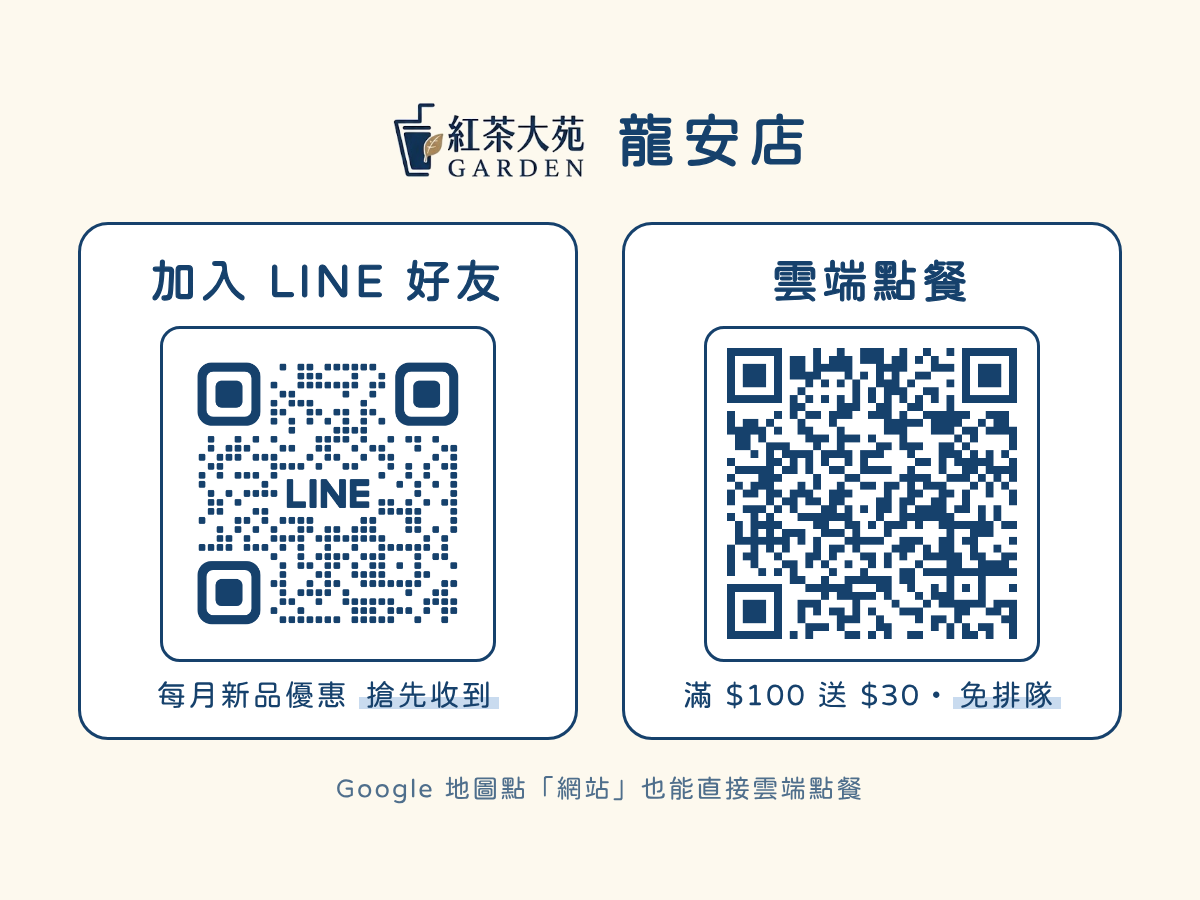 紅茶大苑
GARDEN
龍安店
加入 LINE 好友
LINE
每月新品優惠 搶先收到
雲端點餐
滿 $100 送 $30・免排隊
Google 地圖點「網站」也能直接雲端點餐